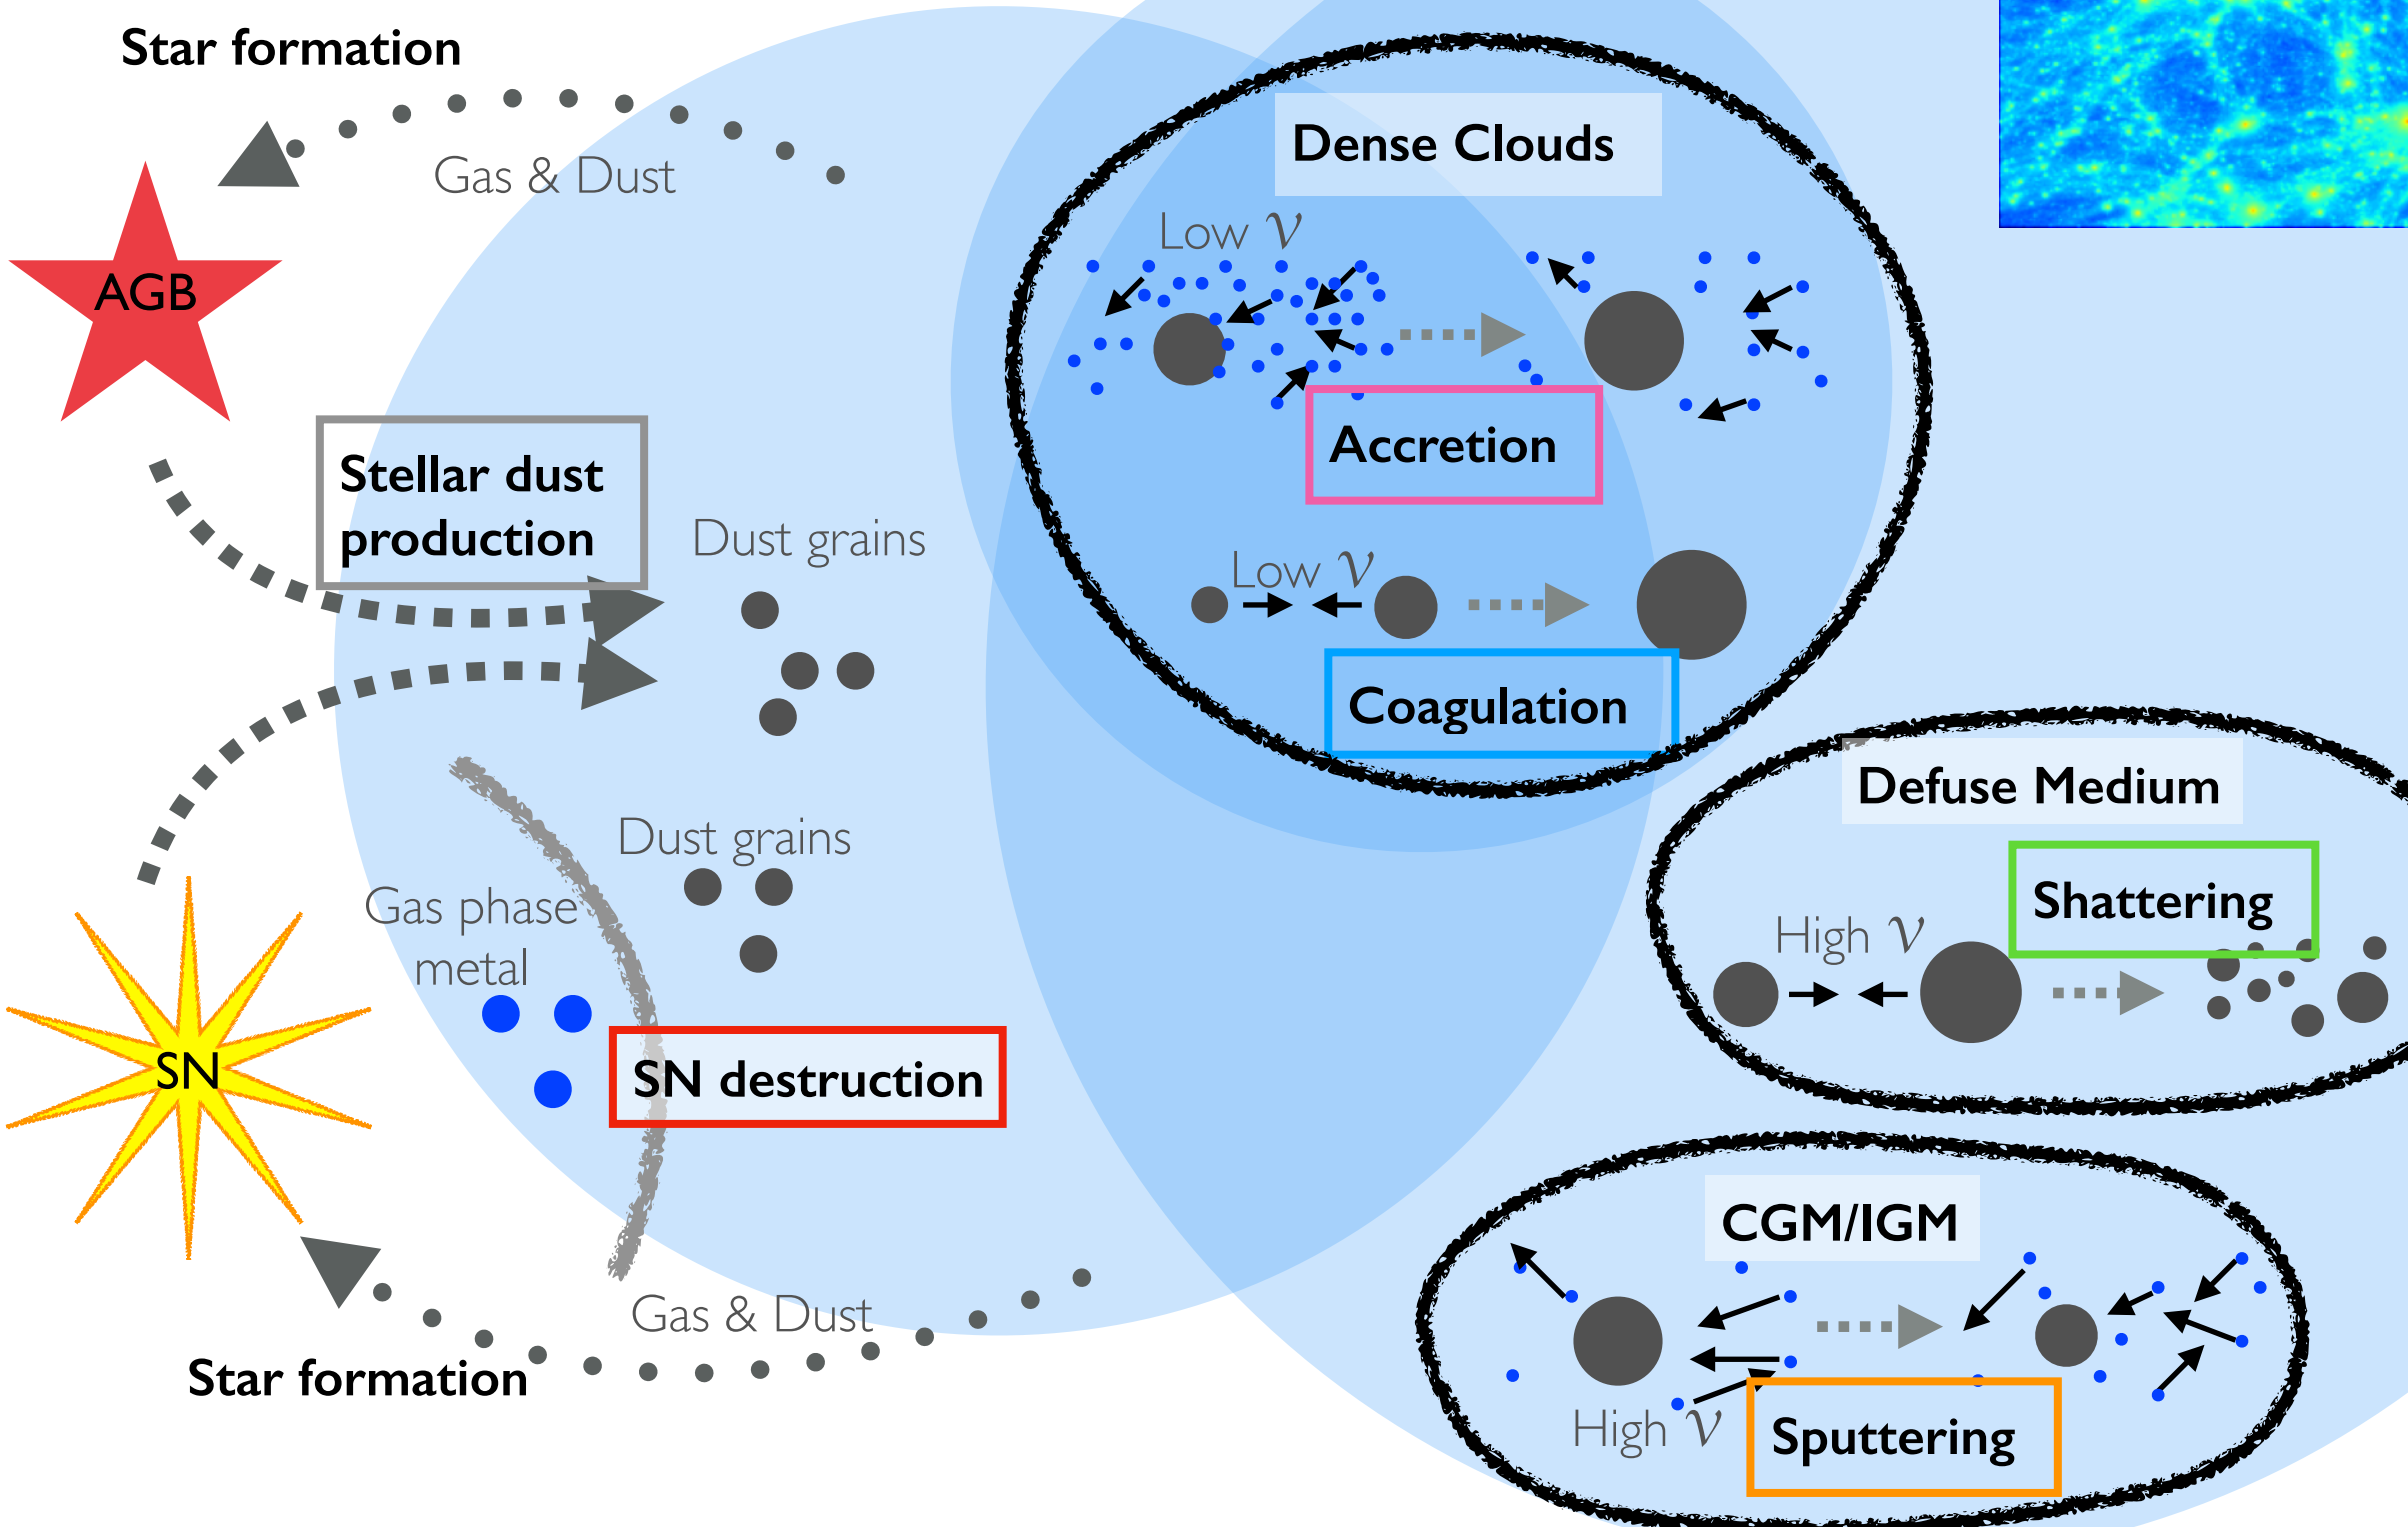 Star formation
Gas & Dust
AGB
Stellar dust
production
Dust grains
Dense Clouds
Low v
Accretion
Low v
Coagulation
Defuse Medium
Shattering
High v
Dust grains
Gas phase
metal
SN
SN destruction
CGM/IGM
High v
Sputtering
Gas & Dust
Star formation